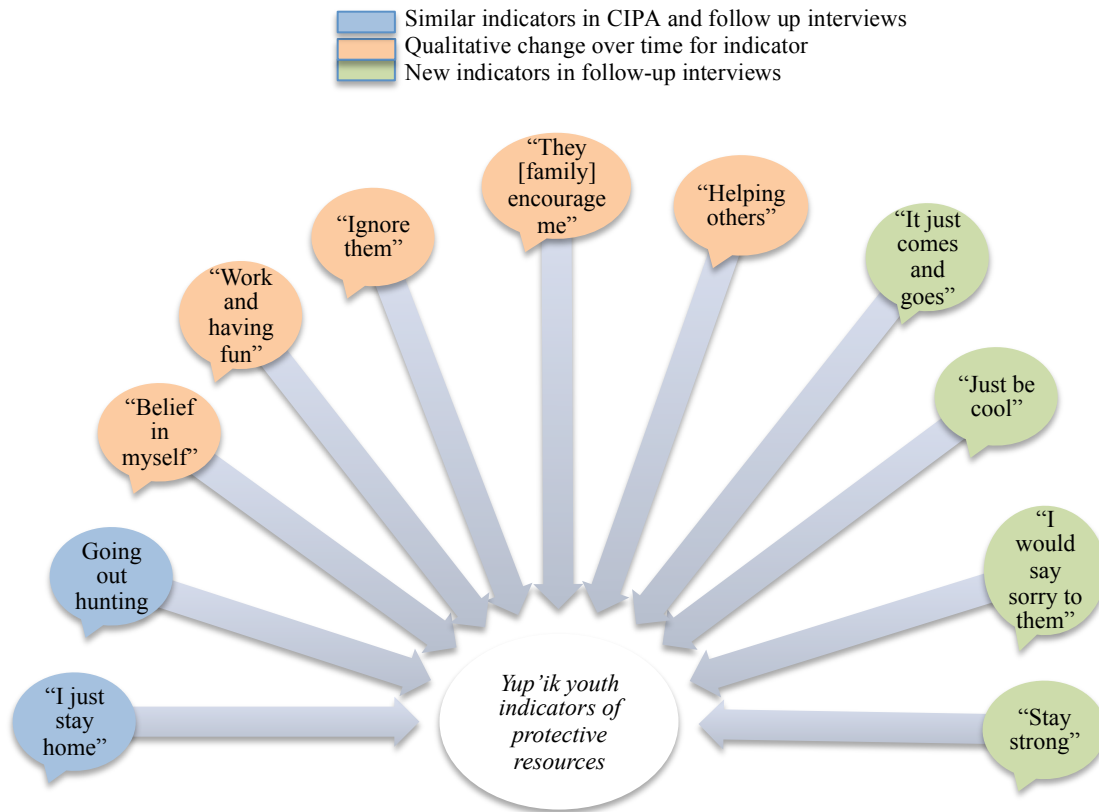 Similar indicators in CIPA and follow up interviews
Qualitative change over time for indicator
New indicators in follow-up interviews
“They
[family]
encourage
me”
“Helping
others”
“Ignore
them”
“It just
comes
and
goes”
“Work
and
having
fun”
“Just be
cool”
“Belief
in
myself”
“I
would
say
sorry to
them”
Going
out
hunting
“I just
stay
home”
Yup’ik youth
indicators of
protective
resources
“Stay
strong”